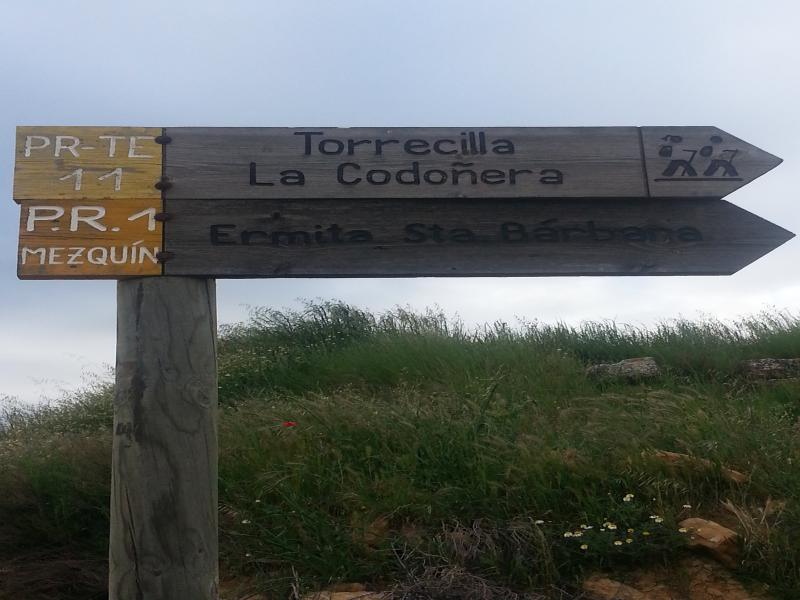 PR-TE
11
Torrecilla
La Codoñera
P.R. 1
MEZQUÍN
Ermita Sta Bárbara